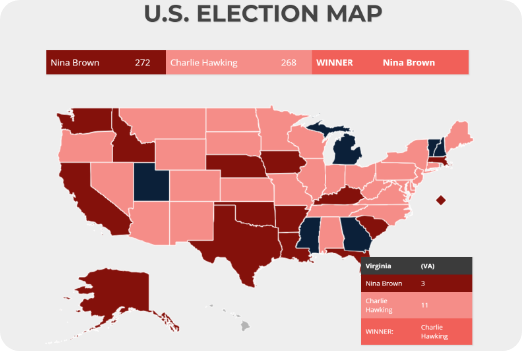 U.S. ELECTION MAP
Nina Brown 272 Charlie Hawking 268 WINNER Nina Brown
Virginia (VA)
Nina Brown 3
Charlie
Hawking 11
WINNER: Charlie
Hawking